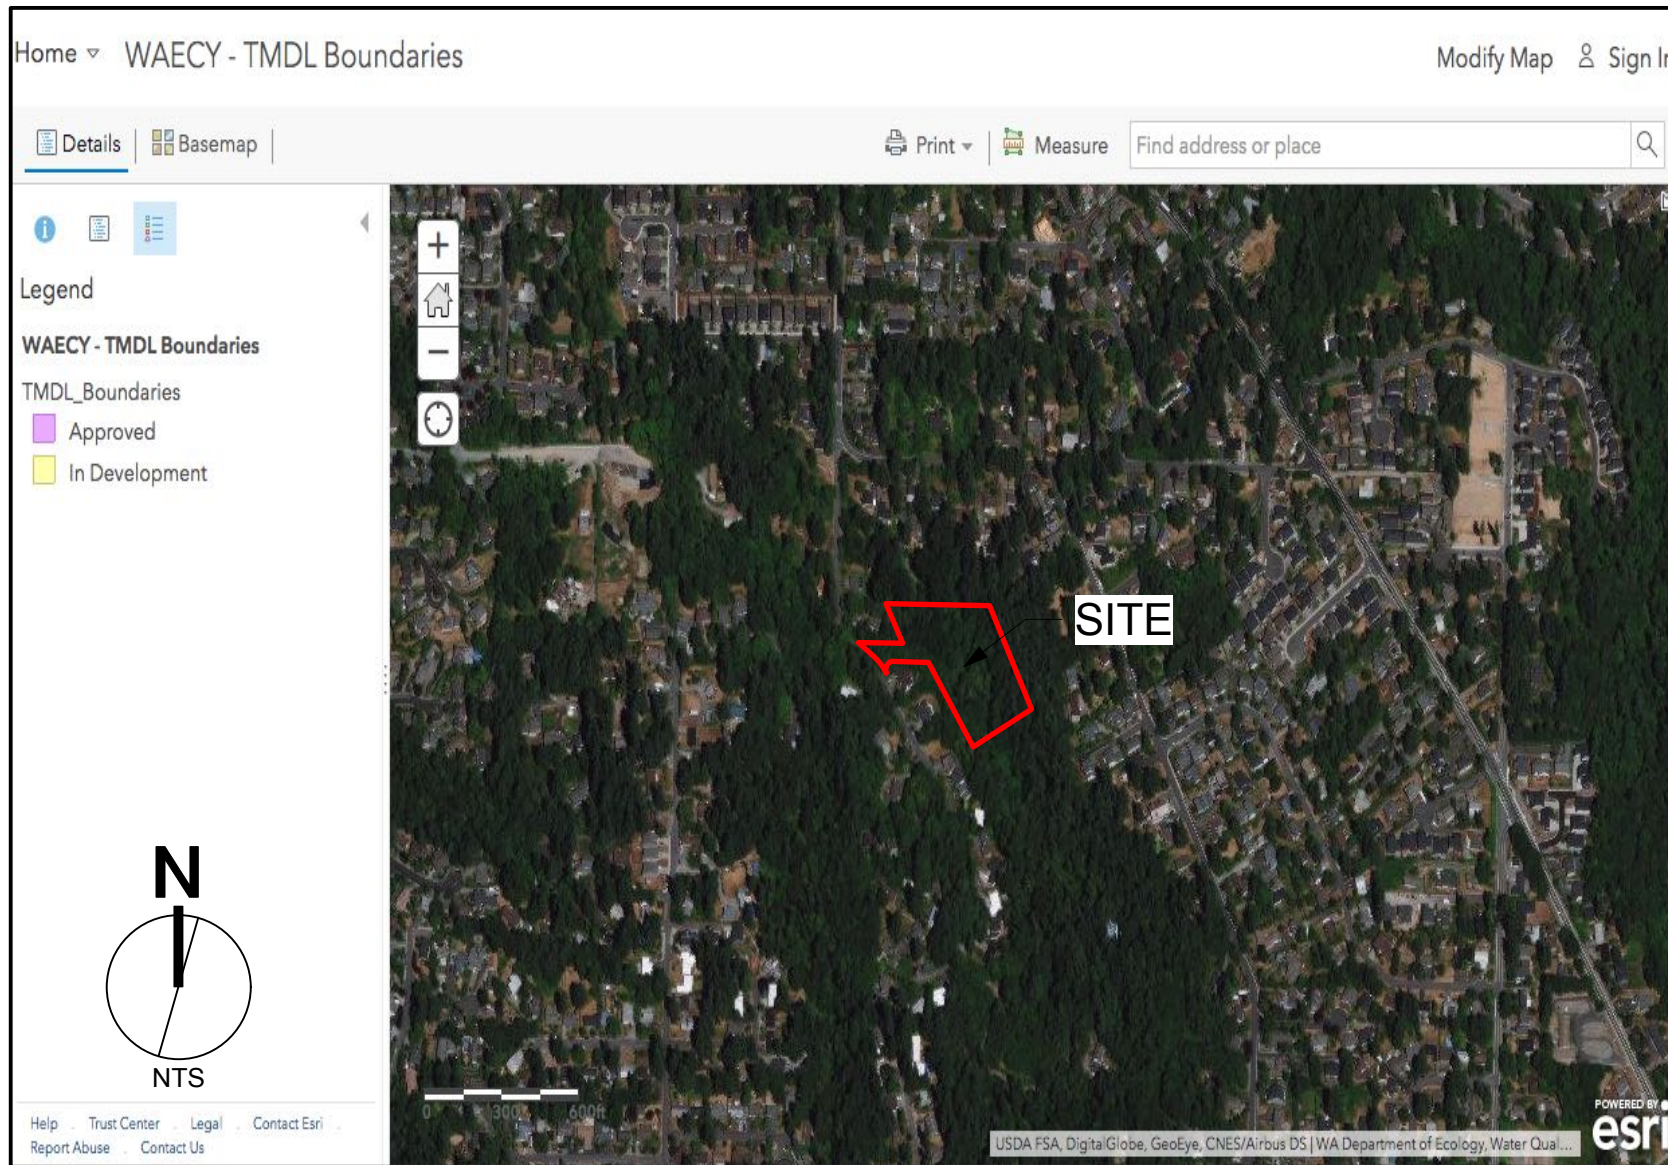 Home WAECY - TMDL Boundaries Modify Map Sign In
Details Basemap Print Measure Find address or place
Legend
WAECY - TMDL Boundaries
TMDL_Boundaries
Approved
In Development
SITE
N
NTS
0 300 600ft
Help Trust Center Legal Contact Esri
Report Abuse Contact Us
USDA FSA, DigitalGlobe, GeoEye, CNES/Airbus DS | WA Department of Ecology, Water Qual...
POWERED BY
esri